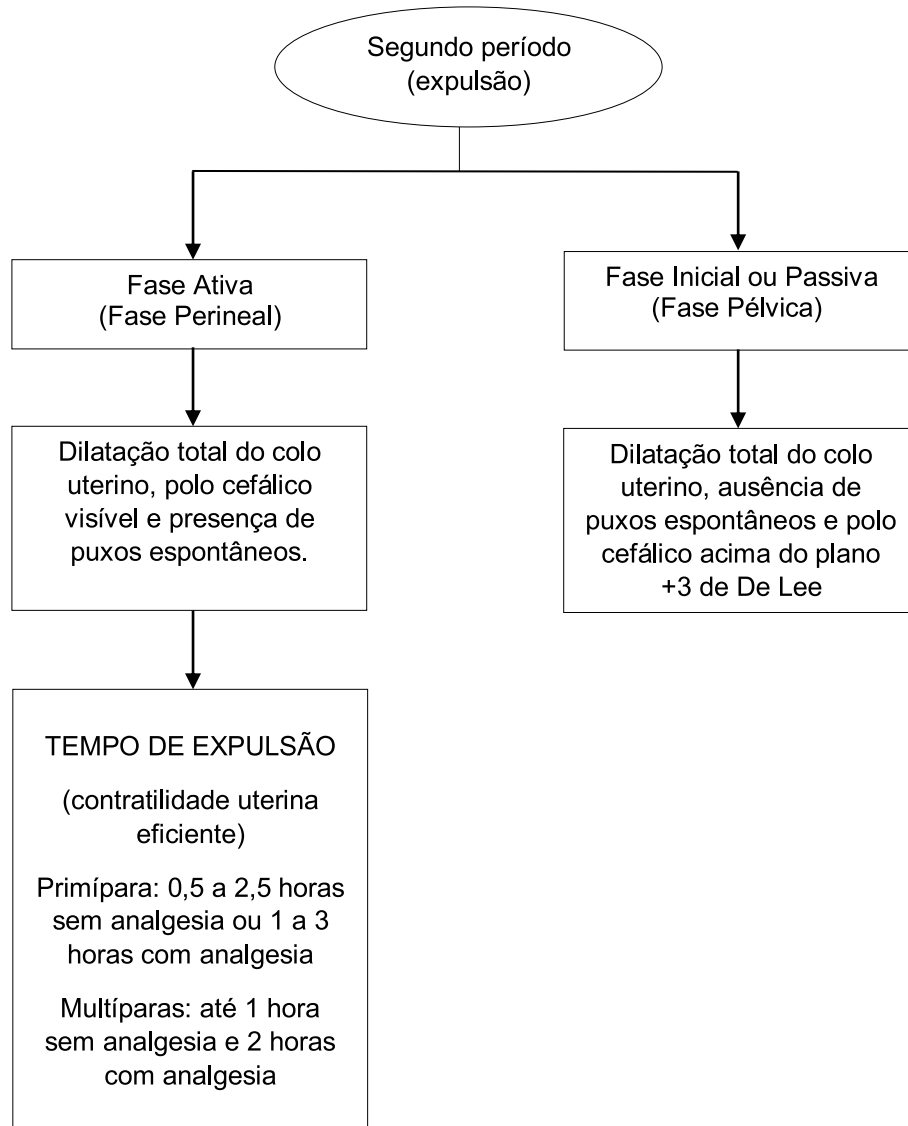 Segundo período
(expulsão)
Fase Ativa
(Fase Perineal)
Fase Inicial ou Passiva
(Fase Pélvica)
Dilatação total do colo
uterino, polo cefálico
visível e presença de
puxos espontâneos.
Dilatação total do colo
uterino, ausência de
puxos espontâneos e polo
cefálico acima do plano
+3 de De Lee
TEMPO DE EXPULSÃO
(contratilidade uterina
eficiente)
Primípara: 0,5 a 2,5 horas
sem analgesia ou 1 a 3
horas com analgesia
Multíparas: até 1 hora
sem analgesia e 2 horas
com analgesia